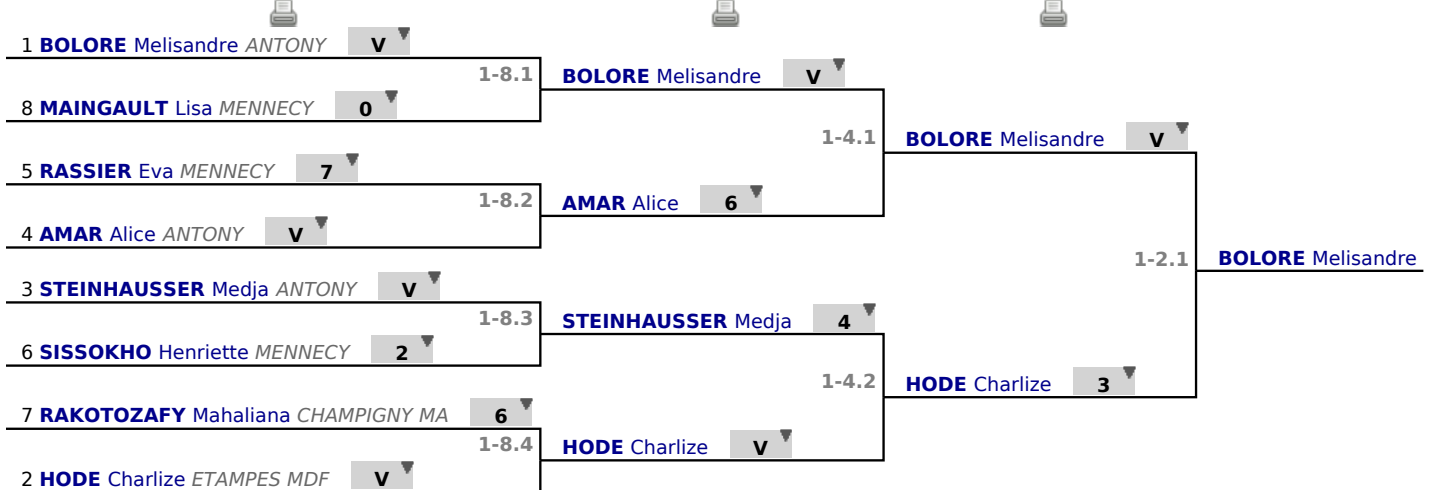 1 BOLORE Melisandre ANTONY V
1-8.1
8 MAINGAULT Lisa MENNECY 0
5 RASSIER Eva MENNECY 7
1-8.2
4 AMAR Alice ANTONY V
3 STEINHAUSSER Medja ANTONY V
1-8.3
6 SISSOKHO Henriette MENNECY 2
7 RAKOTOZAFY Mahaliana CHAMPIGNY MA 6
1-8.4
2 HODE Charlize ETAMPES MDF V
BOLORE Melisandre V
1-4.1
AMAR Alice 6
STEINHAUSSER Medja 4
1-4.2
HODE Charlize V
BOLORE Melisandre V
1-2.1
HODE Charlize 3
BOLORE Melisandre